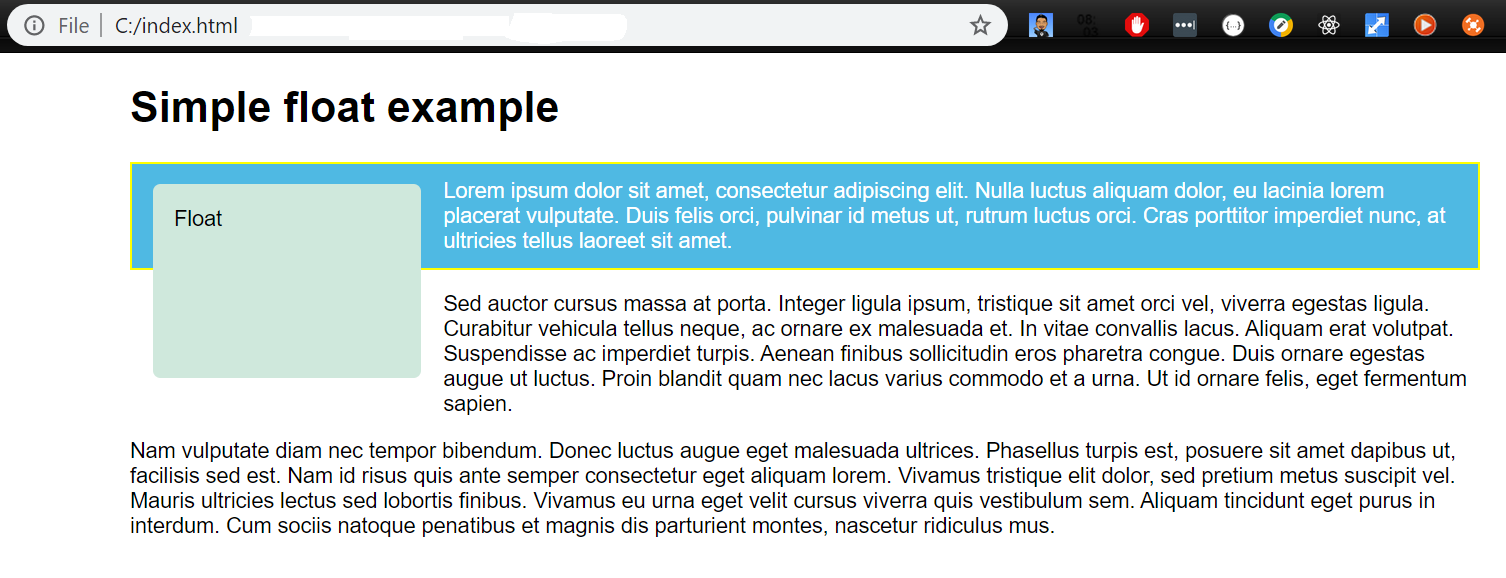 File C:/index.html
08:
03
Simple float example
Float
Lorem ipsum dolor sit amet, consectetur adipiscing elit. Nulla luctus aliquam dolor, eu lacinia lorem
placerat vulputate. Duis felis orci, pulvinar id metus ut, rutrum luctus orci. Cras porttitor imperdiet nunc, at
ultricies tellus laoreet sit amet.
Sed auctor cursus massa at porta. Integer ligula ipsum, tristique sit amet orci vel, viverra egestas ligula.
Curabitur vehicula tellus neque, ac ornare ex malesuada et. In vitae convallis lacus. Aliquam erat volutpat.
Suspendisse ac imperdiet turpis. Aenean finibus sollicitudin eros pharetra congue. Duis ornare egestas
augue ut luctus. Proin blandit quam nec lacus varius commodo et a urna. Ut id ornare felis, eget fermentum
sapien.
Nam vulputate diam nec tempor bibendum. Donec luctus augue eget malesuada ultrices. Phasellus turpis est, posuere sit amet dapibus ut,
facilisis sed est. Nam id risus quis ante semper consectetur eget aliquam lorem. Vivamus tristique elit dolor, sed pretium metus suscipit vel.
Mauris ultricies lectus sed lobortis finibus. Vivamus eu urna eget velit cursus viverra quis vestibulum sem. Aliquam tincidunt eget purus in
interdum. Cum sociis natoque penatibus et magnis dis parturient montes, nascetur ridiculus mus.